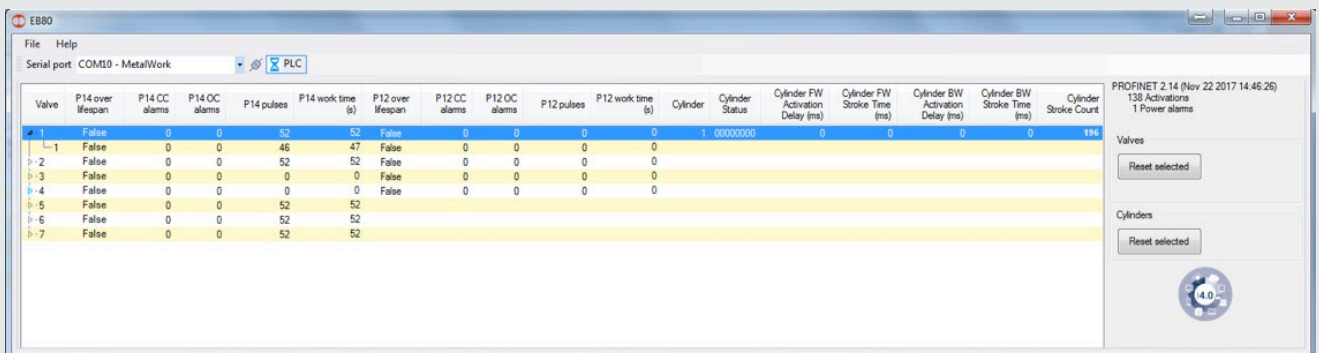 EB80
File Help
Serial port COM10 - MetalWork PLC
Valve P14 over lifespan P14 CC alarms P14 OC alarms P14 pulses P14 work time (s) P12 over lifespan P12 CC alarms P12 OC alarms P12 pulses P12 work time (s) Cylinder Cylinder Status Cylinder FW Activation Delay (ms) Cylinder FW Stroke Time (ms) Cylinder BW Activation Delay (ms) Cylinder BW Stroke Time (ms) Cylinder Stroke Count
1 False 0 0 52 52 False 0 0 0 0 1 00000000 0 0 0 0 196
1 False 0 0 46 47 False 0 0 0 0
2 False 0 0 52 52 False 0 0 0 0
3 False 0 0 0 0 False 0 0 0 0
4 False 0 0 0 0 False 0 0 0 0
5 False 0 0 52 52
6 False 0 0 52 52
7 False 0 0 52 52
PROFINET 2.14 (Nov 22 2017 14:46:26)
138 Activations
1 Power alarms
Valves
Reset selected
Cylinders
Reset selected
4.0